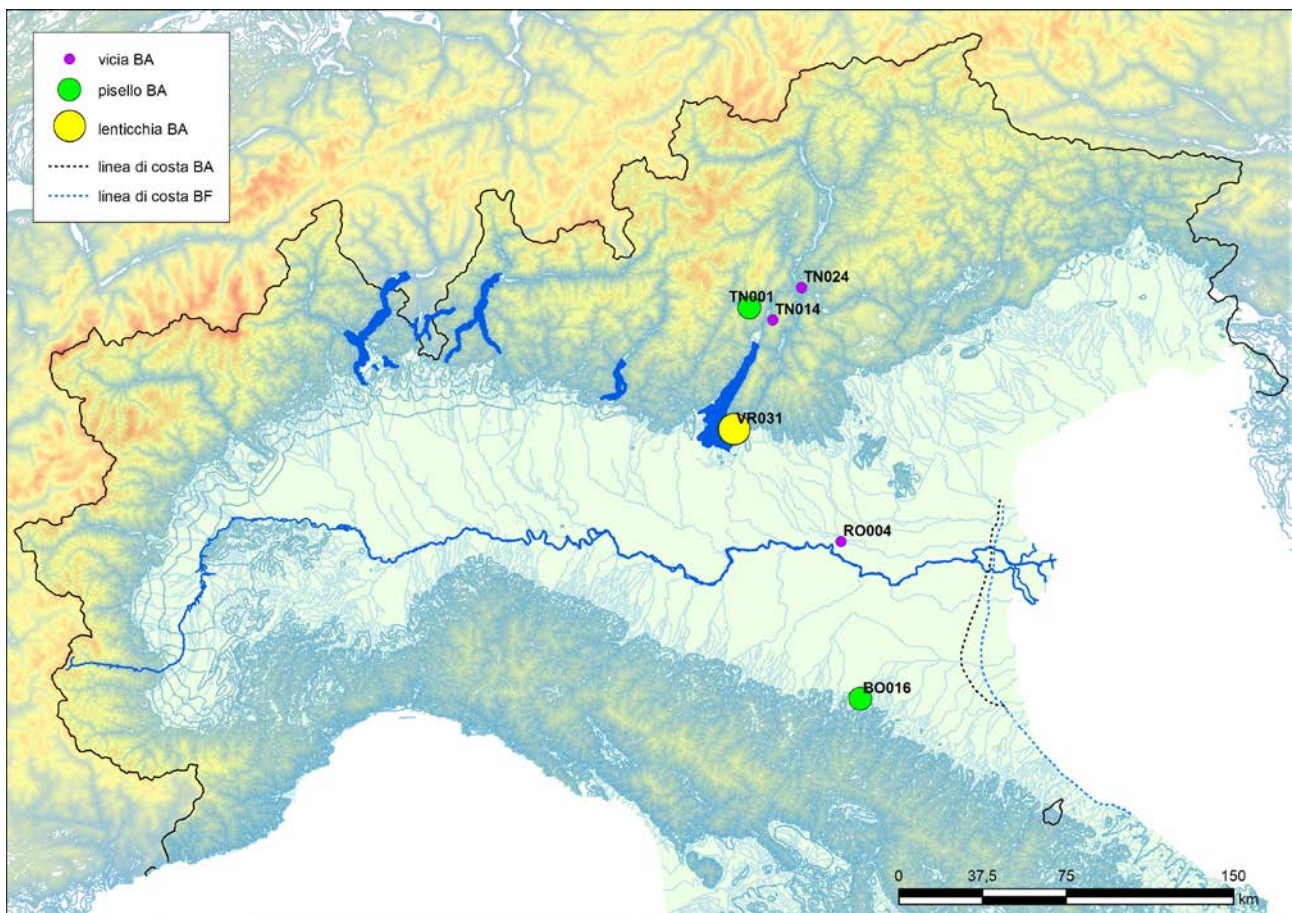 vicia BA
pisello BA
lenticchia BA
linea di costa BA
linea di costa BF
TN024
TN001
TN014
VR031
RO004
BO016
0 37,5 75 150
km